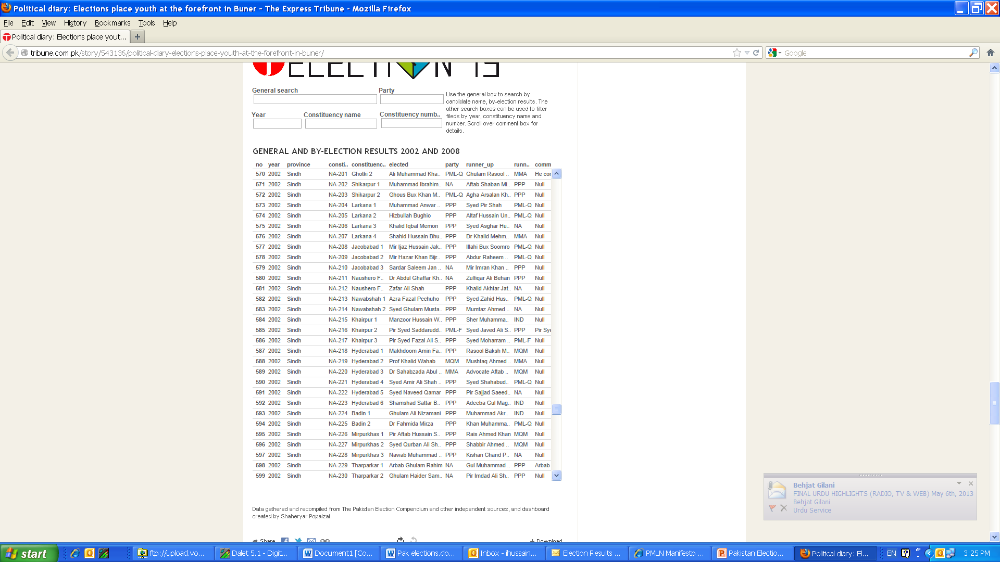 Political diary: Elections place youth at the forefront in Buner - The Express Tribune - Mozilla Firefox
File Edit View History Bookmarks Tools Help
Political diary: Elections place yout...
tribune.com.pk/story/543136/political-diary-elections-place-youth-at-the-forefront-in-buner/
Google
ELECTION '13
General search Party
Year Constituency name Constituency numb..
Use the general box to search by
candidate name, by-election results. The
other search boxes can be used to filter
fileds by year, constituency name and
number. Scroll over comment box for
details.
GENERAL AND BY-ELECTION RESULTS 2002 AND 2008
no year province consti.. constituenc.. elected party runner_up runn.. comm
570 2002 Sindh NA-201 Ghotki 2 Ali Muhammad Kha.. PML-Q Ghulam Rasool .. MMA He cor
571 2002 Sindh NA-202 Shikarpur 1 Muhammad Ibrahim.. NA Aftab Shaban Mi.. PPP Null
572 2002 Sindh NA-203 Shikarpur 2 Ghous Bux Khan M.. PML-Q Agha Arsalan Kh.. PPP Null
573 2002 Sindh NA-204 Larkana 1 Muhammad Anwar .. PPP Syed Pir Shah PML-Q Null
574 2002 Sindh NA-205 Larkana 2 Hizbullah Bughio PPP Altaf Hussain Un.. PML-Q Null
575 2002 Sindh NA-206 Larkana 3 Khalid Iqbal Memon PPP Syed Asghar Hu.. NA Null
576 2002 Sindh NA-207 Larkana 4 Shahid Hussain Bhu.. PPP Dr Khalid Mehm.. MMA Null
577 2002 Sindh NA-208 Jacobabad 1 Mir Ijaz Hussain Jak.. PPP Illahi Bux Soomro PML-Q Null
578 2002 Sindh NA-209 Jacobabad 2 Mir Hazar Khan Bijr.. PPP Abdur Raheem .. PML-Q Null
579 2002 Sindh NA-210 Jacobabad 3 Sardar Saleem Jan .. NA Mir Imran Khan .. PPP Null
580 2002 Sindh NA-211 Naushero F.. Dr Abdul Ghaffar Kh.. NA Zulfiqar Ali Behan PPP Null
581 2002 Sindh NA-212 Naushero F.. Zafar Ali Shah PPP Khalid Akhtar Jat.. NA Null
582 2002 Sindh NA-213 Nawabshah 1 Azra Fazal Pechuho PPP Syed Zahid Hus.. PML-Q Null
583 2002 Sindh NA-214 Nawabshah 2 Syed Ghulam Musta.. PPP Mumtaz Ahmed .. NA Null
584 2002 Sindh NA-215 Khairpur 1 Manzoor Hussain W.. PPP Sher Muhamma.. IND Null
585 2002 Sindh NA-216 Khairpur 2 Pir Syed Saddarudd.. PML-F Syed Javed Ali S.. PPP Pir Sye
586 2002 Sindh NA-217 Khairpur 3 Pir Syed Fazal Ali S.. PPP Syed Moharram .. PML-F Null
587 2002 Sindh NA-218 Hyderabad 1 Makhdoom Amin Fa.. PPP Rasool Baksh M.. MQM Null
588 2002 Sindh NA-219 Hyderabad 2 Prof Khalid Wahab MQM Mushtaq Ahmed .. MMA Null
589 2002 Sindh NA-220 Hyderabad 3 Dr Sahabzada Abul .. MMA Advocate Aftab .. MQM Null
590 2002 Sindh NA-221 Hyderabad 4 Syed Amir Ali Shah .. PPP Syed Shahabud.. PML-Q Null
591 2002 Sindh NA-222 Hyderabad 5 Syed Naveed Qamar PPP Pir Sajjad Saeed.. NA Null
592 2002 Sindh NA-223 Hyderabad 6 Shamshad Sattar B.. PPP Adeeba Gul Mag.. IND Null
593 2002 Sindh NA-224 Badin 1 Ghulam Ali Nizamani PPP Muhammad Akr.. IND Null
594 2002 Sindh NA-225 Badin 2 Dr Fahmida Mirza PPP Khan Muhamma.. PML-Q Null
595 2002 Sindh NA-226 Mirpurkhas 1 Pir Aftab Hussain S.. PPP Rais Ahmed Khan MQM Null
596 2002 Sindh NA-227 Mirpurkhas 2 Syed Qurban Ali Sh.. PPP Shabbir Ahmed .. MQM Null
597 2002 Sindh NA-228 Mirpurkhas 3 Nawab Muhammad .. PPP Kishan Chand P.. NA Null
598 2002 Sindh NA-229 Tharparkar 1 Arbab Ghulam Rahim NA Gul Muhammad .. PPP Arbab
599 2002 Sindh NA-230 Tharparkar 2 Ghulam Haider Sam.. NA Pir Imdad Ali Sh.. PPP Null
Data gathered and recompiled from The Pakistan Election Compendium and other independent sources, and dashboard
created by Shaheryar Popalzai.
Share Download
Behjat Gilani
FINAL URDU HIGHLIGHTS (RADIO, TV & WEB) May 6th, 2013
Behjat Gilani
Urdu Service
start ftp://upload.vo... Dalet 5.1 - Digit... Document1 [Co... Pak elections.do... Inbox - ihussain... Election Results ... PMLN Manifesto ... Pakistan Electio... Political diary: El... EN 3:25 PM